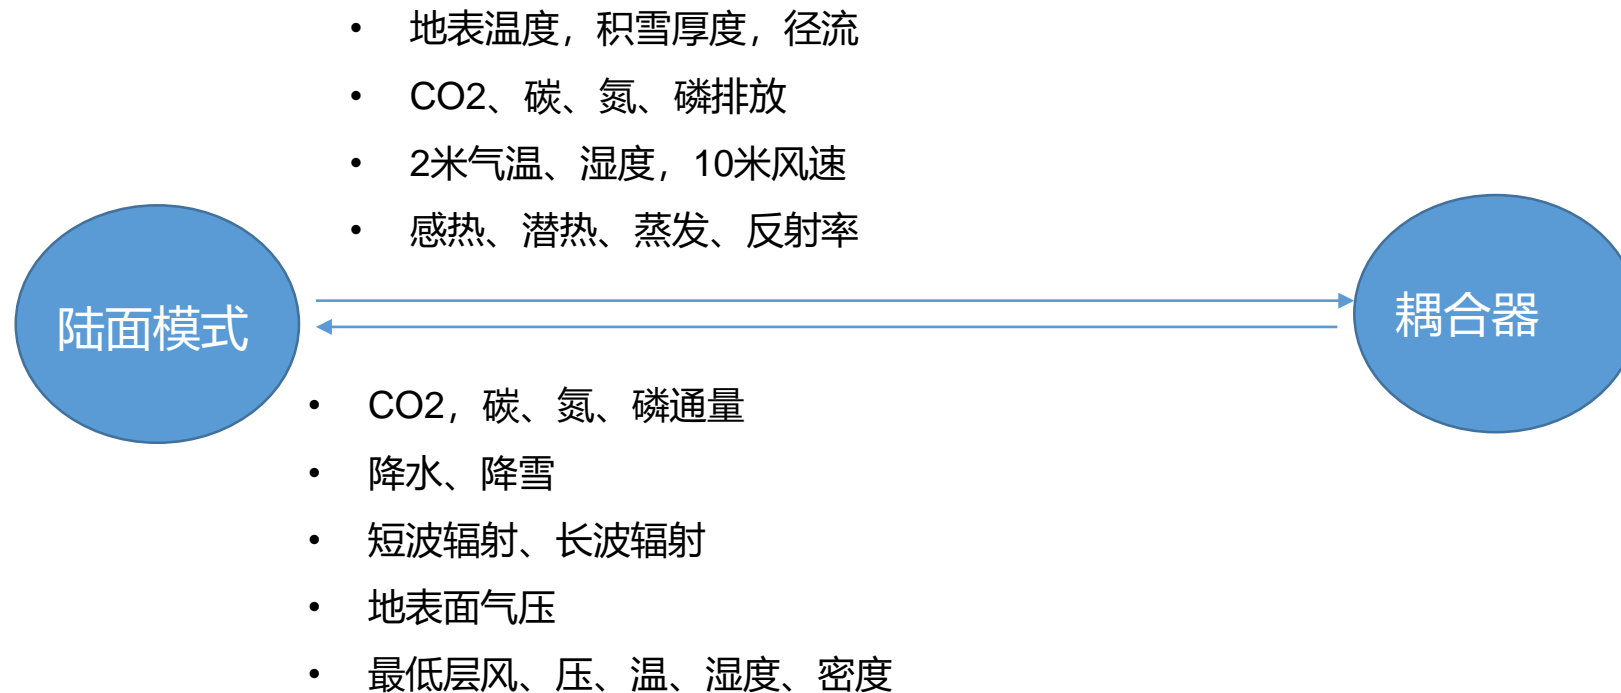 • 地表温度，积雪厚度，径流
• CO2、碳、氮、磷排放
• 2米气温、湿度，10米风速
• 感热、潜热、蒸发、反射率
陆面模式
耦合器
• CO2，碳、氮、磷通量
• 降水、降雪
• 短波辐射、长波辐射
• 地表面气压
• 最低层风、压、温、湿度、密度